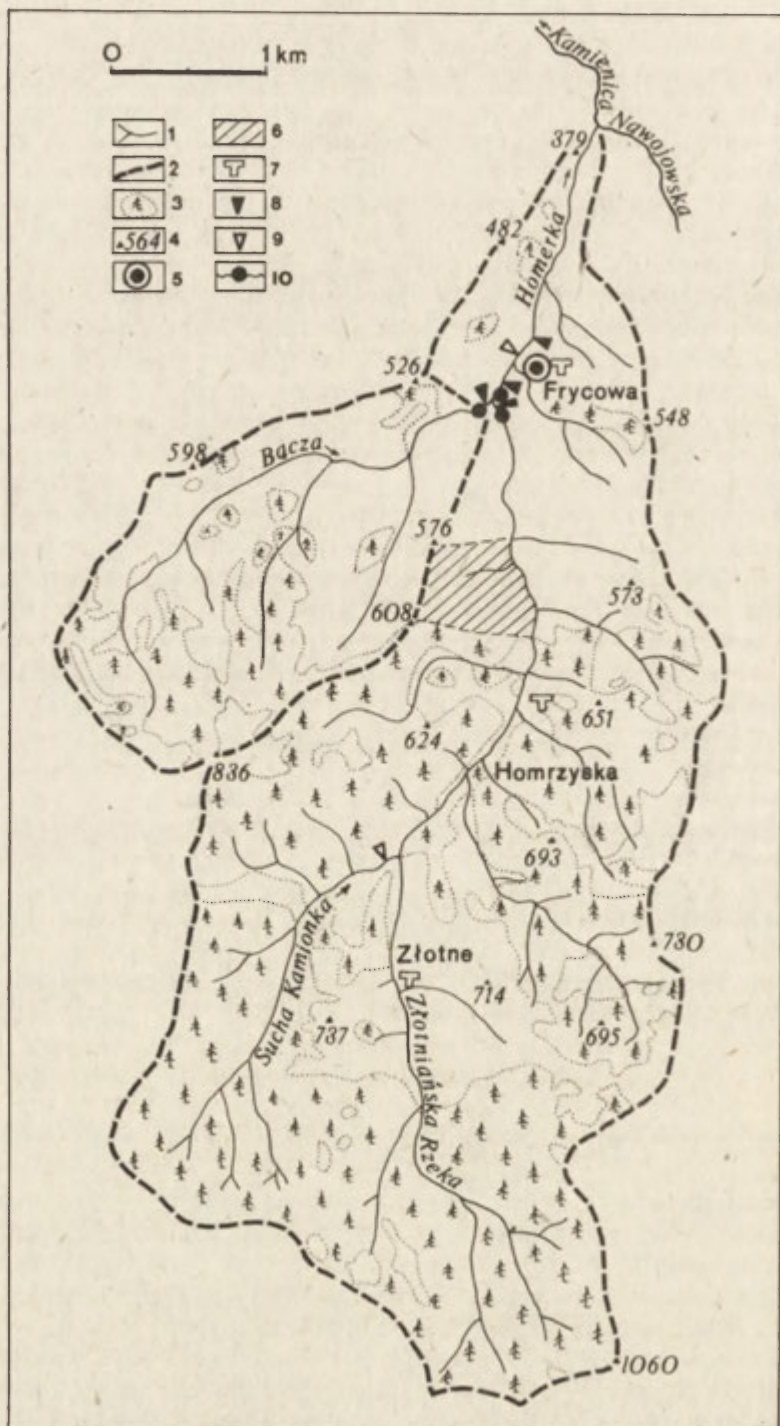 0 1 km
Kamienica Nawojowska
1 6
2 7
3 8
564 4 9
5 10
379
482
Homerka
526
Frycowa
548
598
Bącza
576
573
608
651
624
836
Homrzyska
693
Sucha Kamionka
730
Złotne
714
737
695
Złotniańska Rzeka
1060